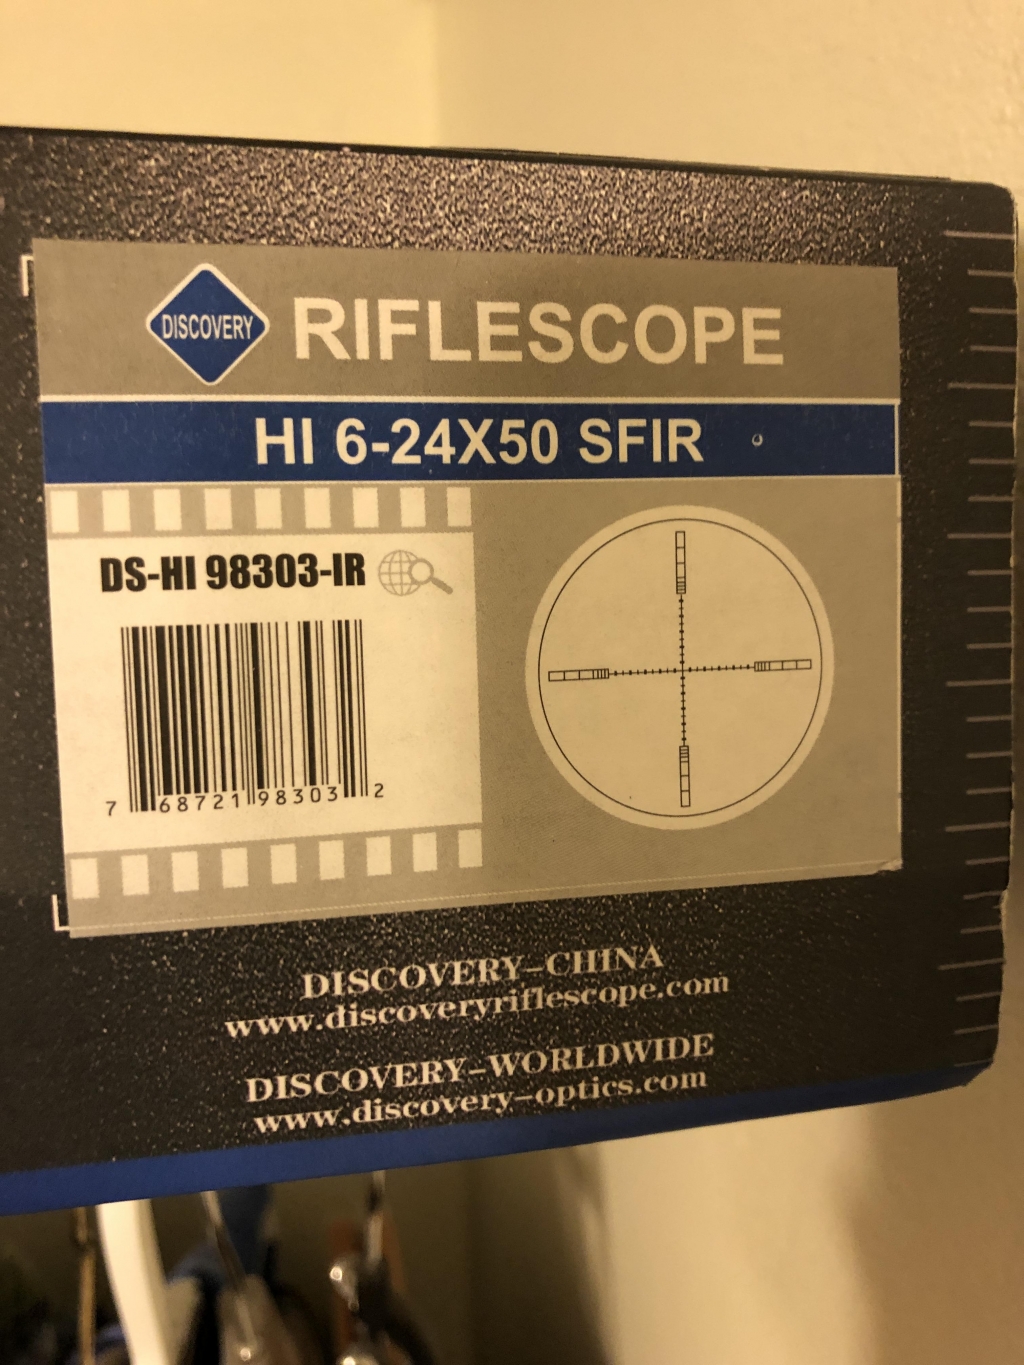 DISCOVERY RIFLESCOPE
HI 6-24X50 SFIR
DS-HI 98303-IR
7 68721 98303 2
DISCOVERY-CHINA
www.discoveryriflescope.com
DISCOVERY-WORLDWIDE
www.discovery-optics.com